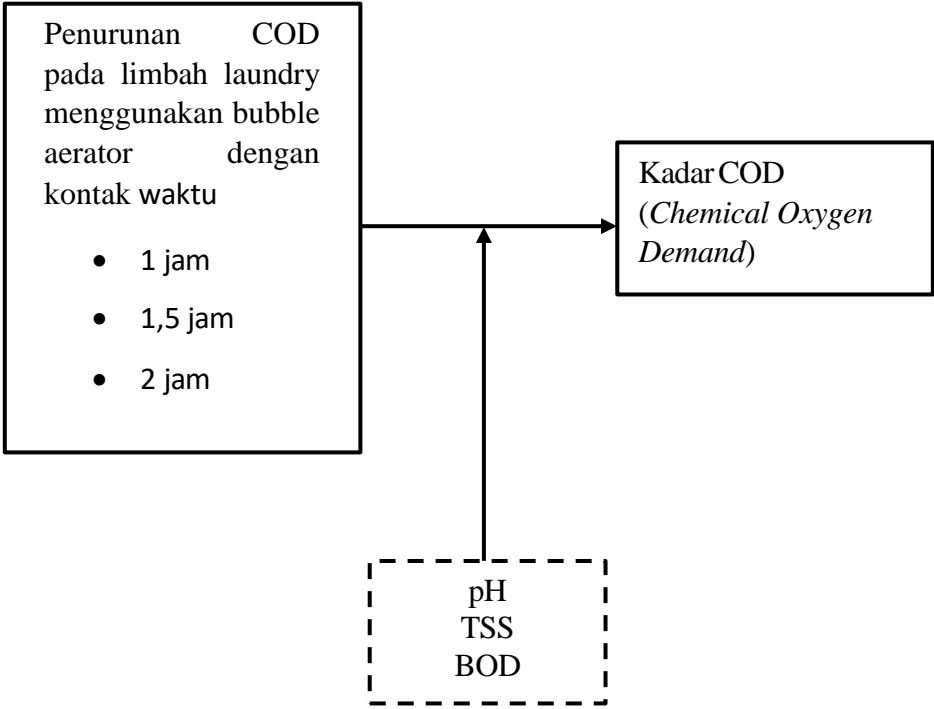 Penurunan COD
pada limbah laundry
menggunakan bubble
aerator dengan
kontak waktu
• 1 jam
• 1,5 jam
• 2 jam
Kadar COD
(Chemical Oxygen
Demand)
pH
TSS
BOD